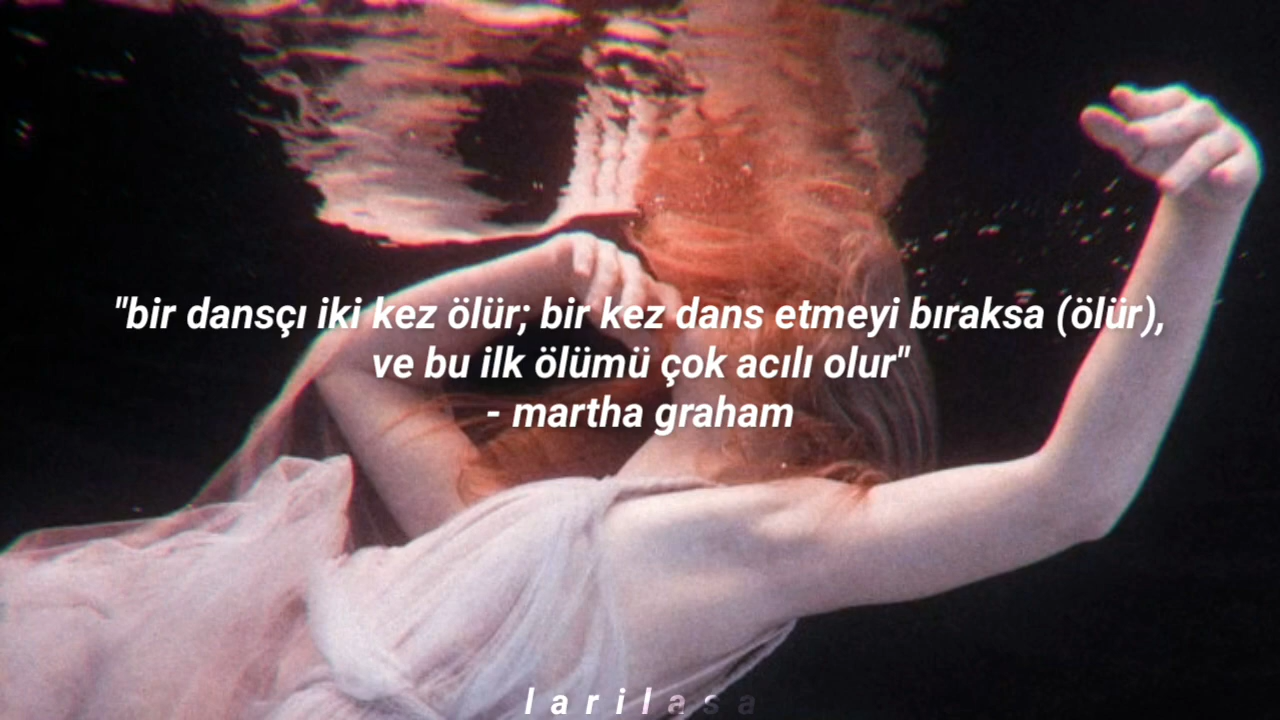 "bir dansçı iki kez ölür; bir kez dans etmeyi bıraksa (ölür),
ve bu ilk ölümü çok acılı olur"
- martha graham
l a r i l a s a